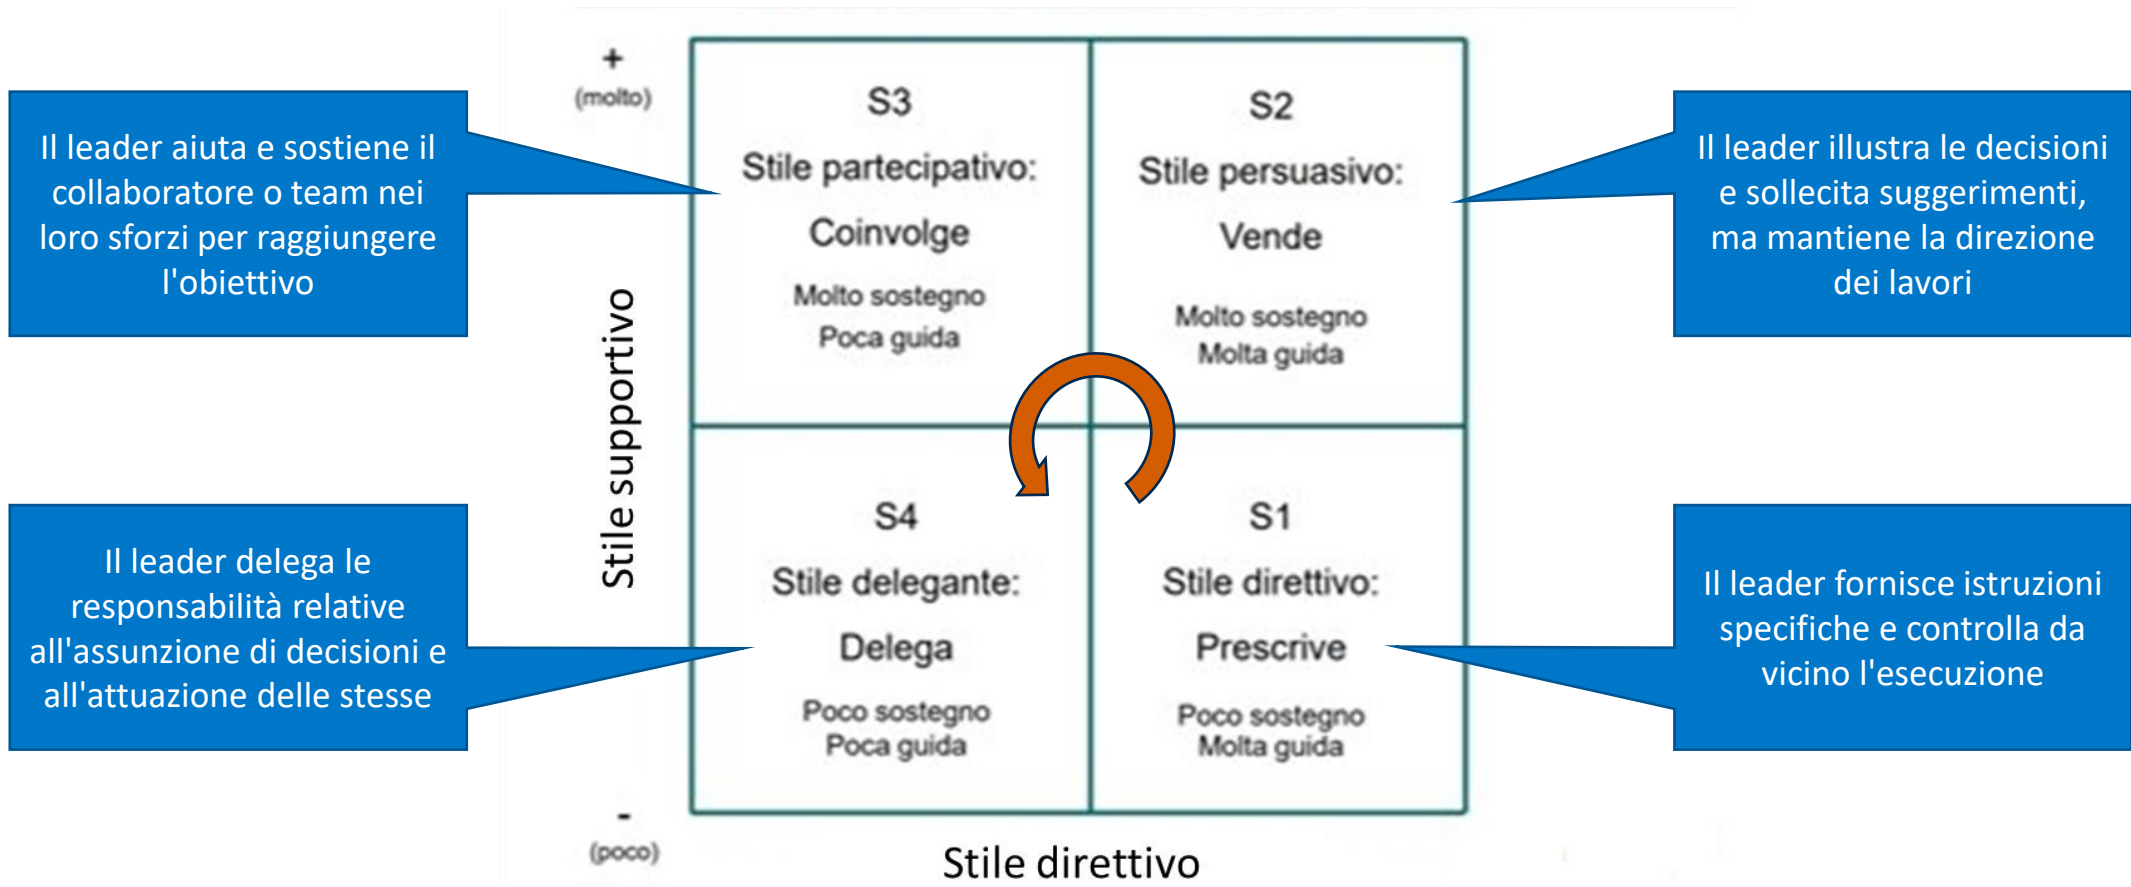 +
(molto)
Il leader aiuta e sostiene il
collaboratore o team nei
loro sforzi per raggiungere
l'obiettivo
S3
Stile partecipativo:
Coinvolge
Molto sostegno
Poca guida
S2
Stile persuasivo:
Vende
Molto sostegno
Molta guida
Il leader illustra le decisioni
e sollecita suggerimenti,
ma mantiene la direzione
dei lavori
Stile supportivo
Il leader delega le
responsabilità relative
all'assunzione di decisioni e
all'attuazione delle stesse
S4
Stile delegante:
Delega
Poco sostegno
Poca guida
S1
Stile direttivo:
Prescrive
Poco sostegno
Molta guida
Il leader fornisce istruzioni
specifiche e controlla da
vicino l'esecuzione
-
(poco)
Stile direttivo